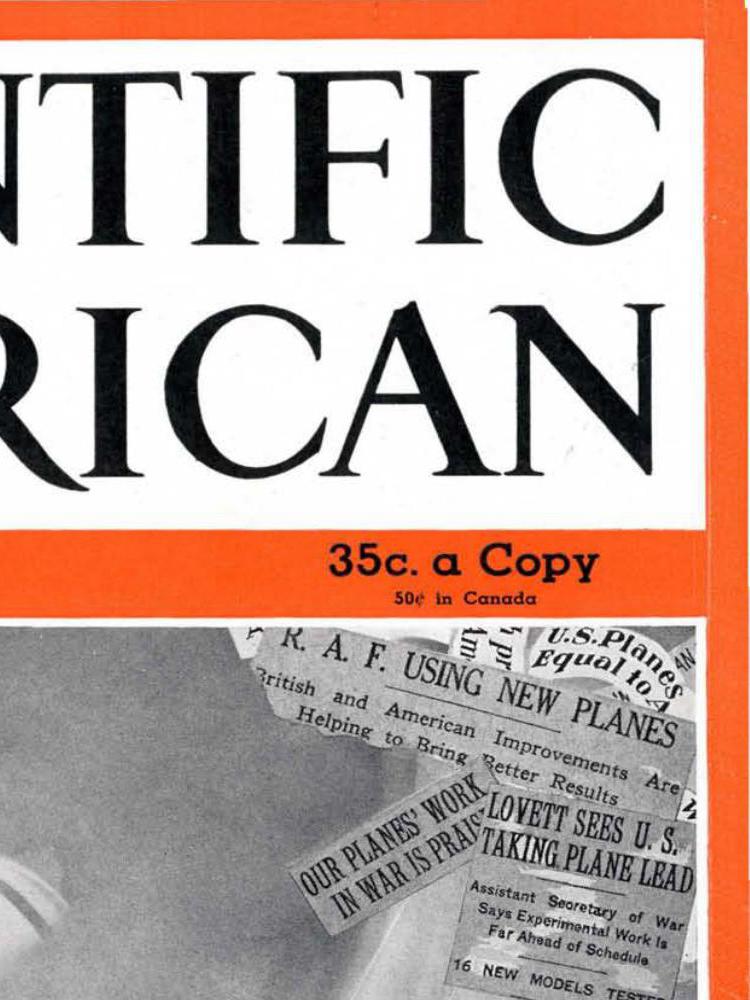 NTIFIC
RICAN
35c. a Copy
50¢ in Canada
U.S. Planes
Equal to
R. A. F. USING NEW PLANES
British and American Improvements Are
Helping to Bring Better Results
OUR PLANES' WORK
IN WAR IS PRAIS
LOVETT SEES U. S.
TAKING PLANE LEAD
Assistant Secretary of War
Says Experimental Work Is
Far Ahead of Schedule
16 NEW MODELS TEST